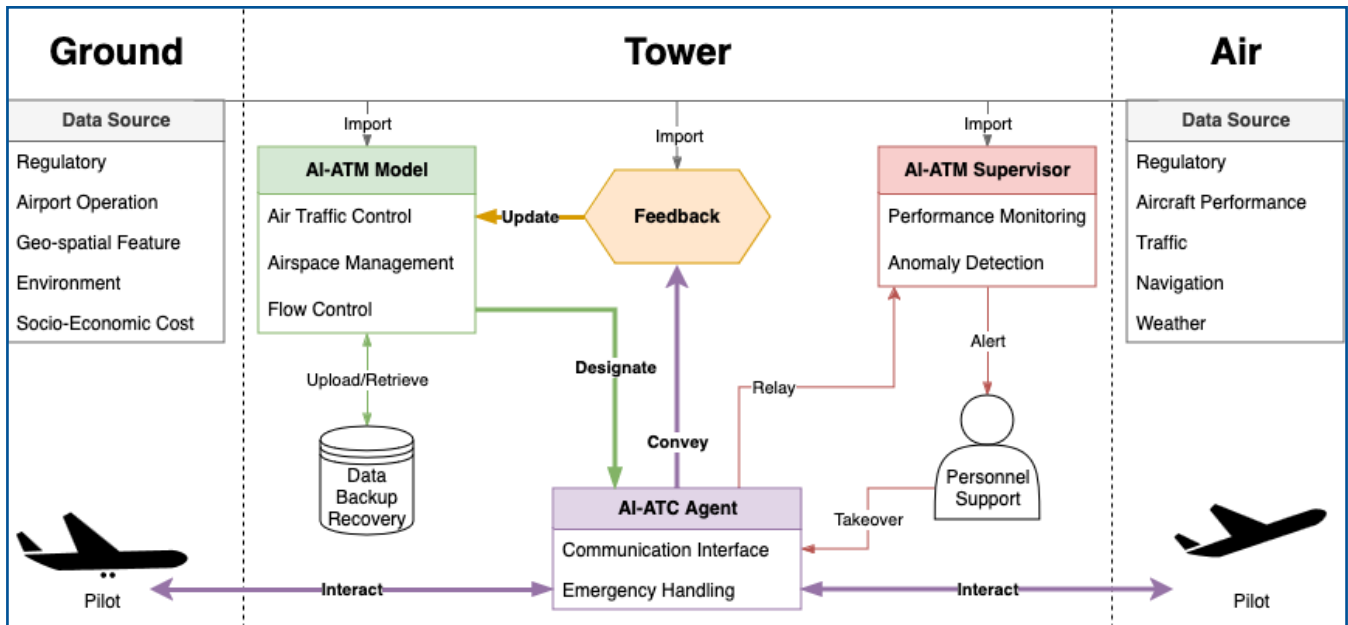 Ground
Tower
Air
Data Source
Regulatory
Airport Operation
Geo-spatial Feature
Environment
Socio-Economic Cost
Pilot
Import
AI-ATM Model
Air Traffic Control
Airspace Management
Flow Control
Upload/Retrieve
Data
Backup
Recovery
Import
Feedback
Update
Designate
Convey
Relay
Import
AI-ATM Supervisor
Performance Monitoring
Anomaly Detection
Alert
Personnel
Support
Takeover
AI-ATC Agent
Communication Interface
Emergency Handling
Interact
Interact
Data Source
Regulatory
Aircraft Performance
Traffic
Navigation
Weather
Pilot